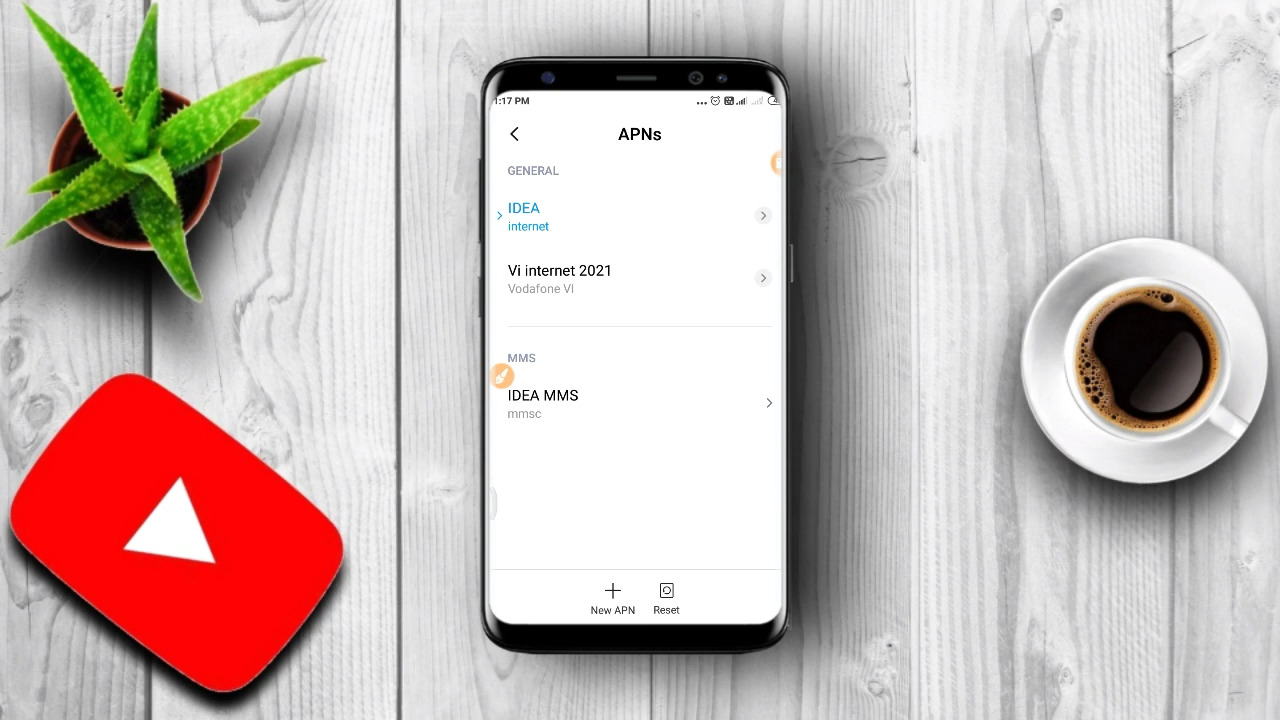 1:17 PM
APNs
GENERAL
IDEA
internet
Vi internet 2021
Vodafone VI
MMS
IDEA MMS
mmsc
New APN
Reset